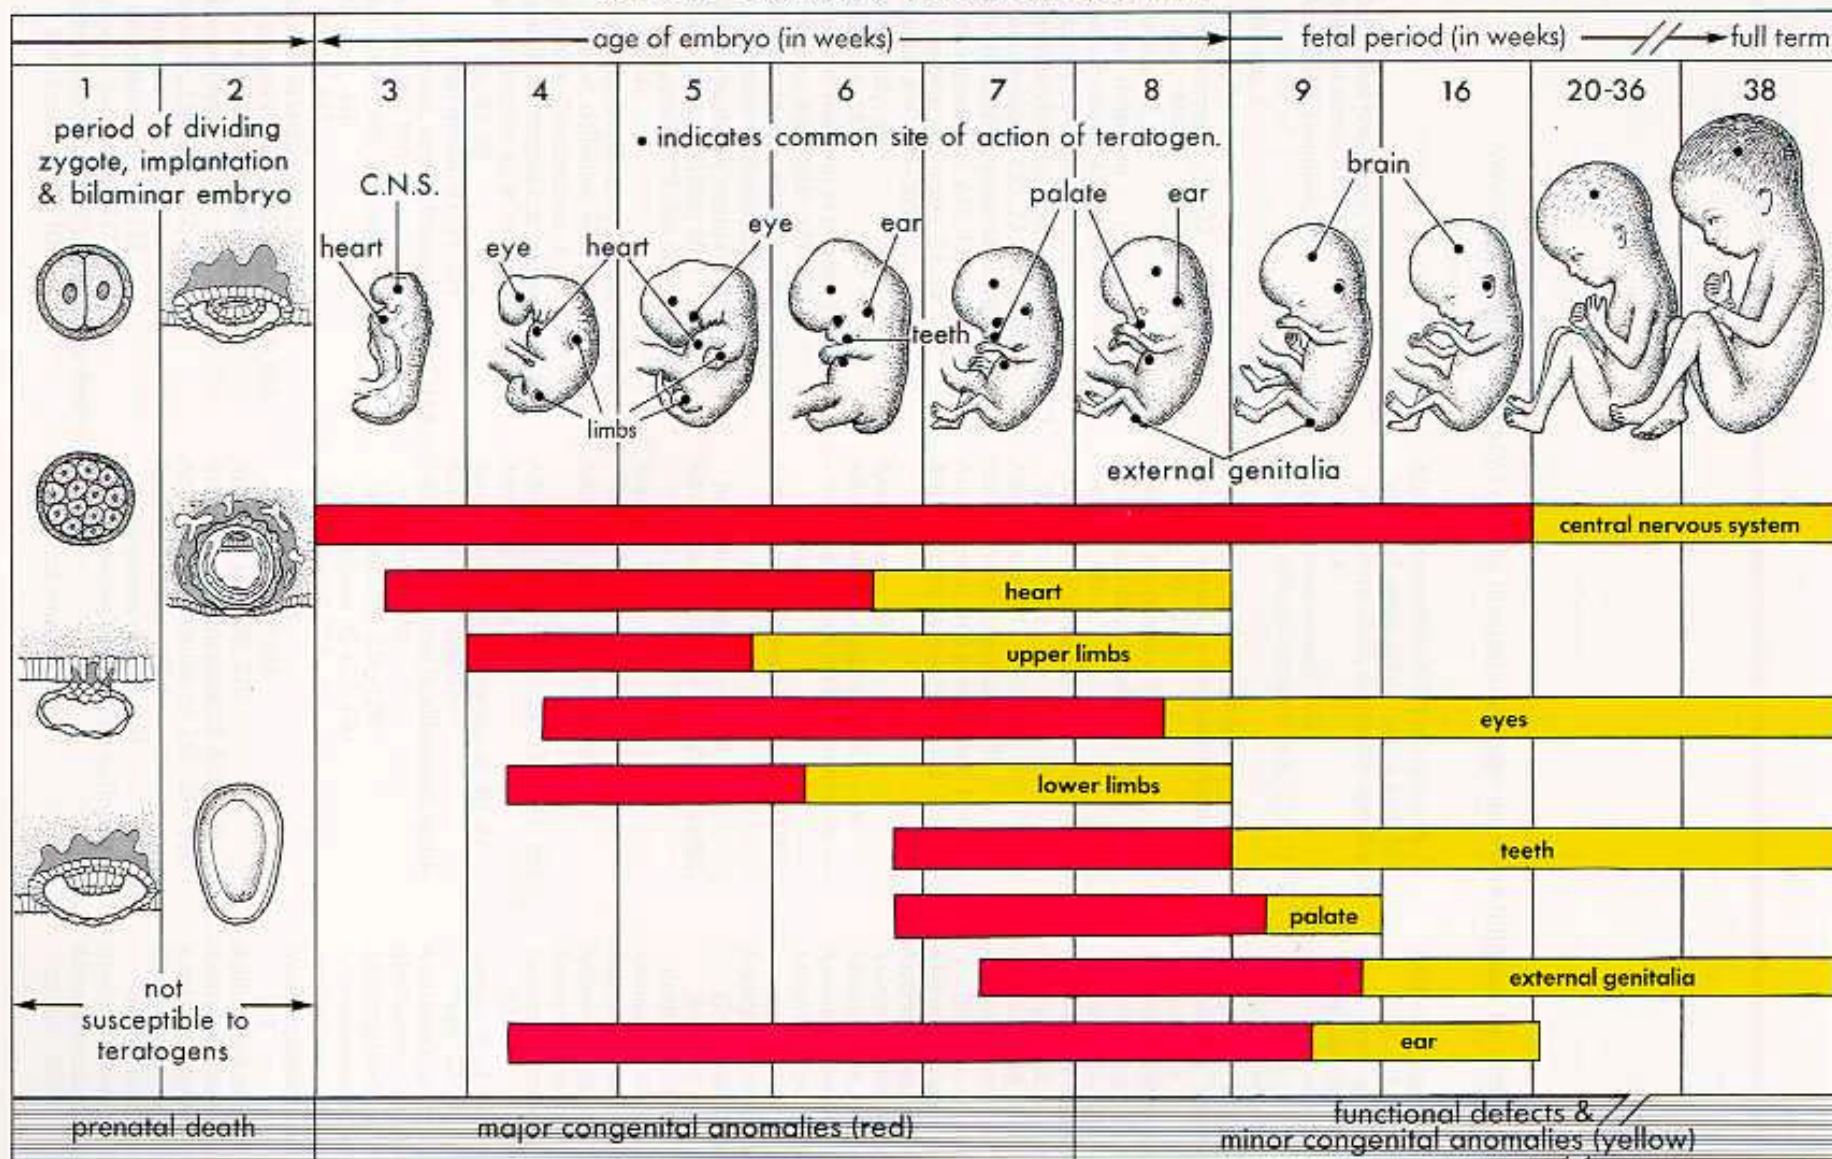 age of embryo (in weeks)
fetal period (in weeks)
full term
1
2
3
4
5
6
7
8
9
16
20-36
38
period of dividing
zygote, implantation
& bilaminar embryo
• indicates common site of action of teratogen.
C.N.S.
heart
eye
heart
eye
ear
palate
ear
brain
teeth
limbs
external genitalia
central nervous system
heart
upper limbs
eyes
lower limbs
teeth
palate
external genitalia
ear
not
susceptible to
teratogens
prenatal death
major congenital anomalies (red)
functional defects &
minor congenital anomalies (yellow)